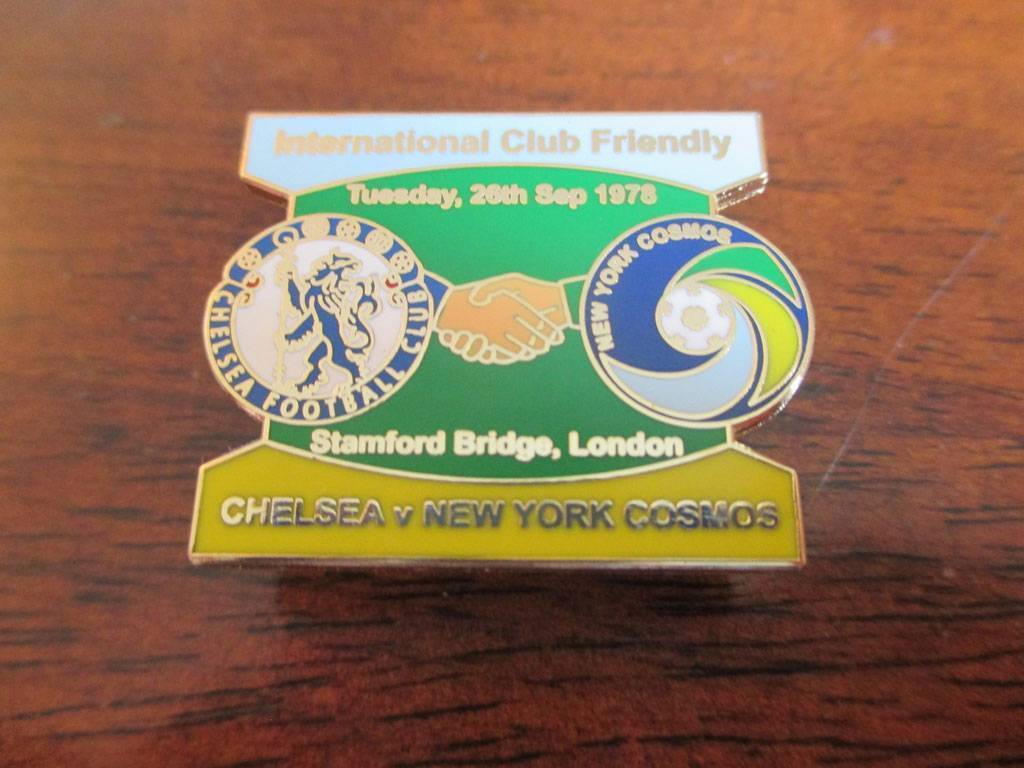 International Club Friendly
Tuesday, 26th Sep 1978
CHELSEA FOOTBALL CLUB
NEW YORK COSMOS
Stamford Bridge, London
CHELSEA v NEW YORK COSMOS